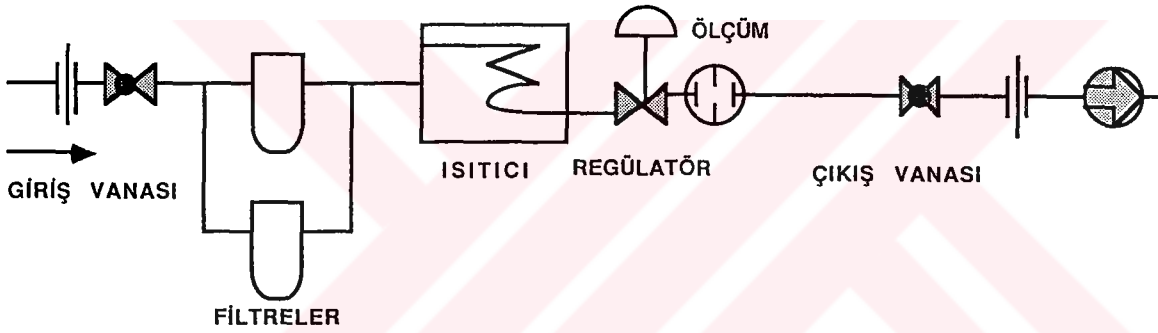 ÖLÇÜM
ISITICI
REGÜLATÖR
GİRİŞ VANASI
ÇIKIŞ VANASI
FİLTRELER